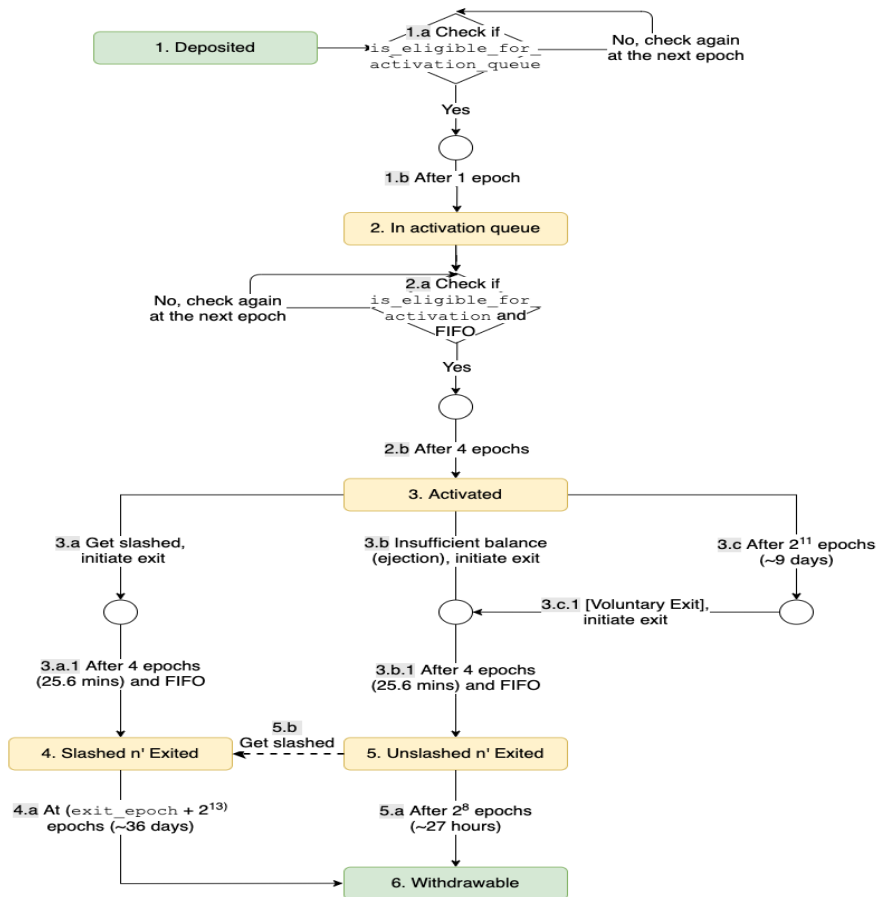 1. Deposited
1.a Check if
is_eligible_for_
activation_queue
No, check again
at the next epoch
Yes
1.b After 1 epoch
2. In activation queue
2.a Check if
is_eligible_for_
activation and
FIFO
No, check again
at the next epoch
Yes
2.b After 4 epochs
3. Activated
3.a Get slashed,
initiate exit
3.b Insufficient balance
(ejection), initiate exit
3.c After 2¹¹ epochs
(~9 days)
3.c.1 [Voluntary Exit],
initiate exit
3.a.1 After 4 epochs
(25.6 mins) and FIFO
3.b.1 After 4 epochs
(25.6 mins) and FIFO
5.b
Get slashed
4. Slashed n' Exited
5. Unslashed n' Exited
4.a At (exit_epoch + 2¹³⁾
epochs (~36 days)
5.a After 2⁸ epochs
(~27 hours)
6. Withdrawable